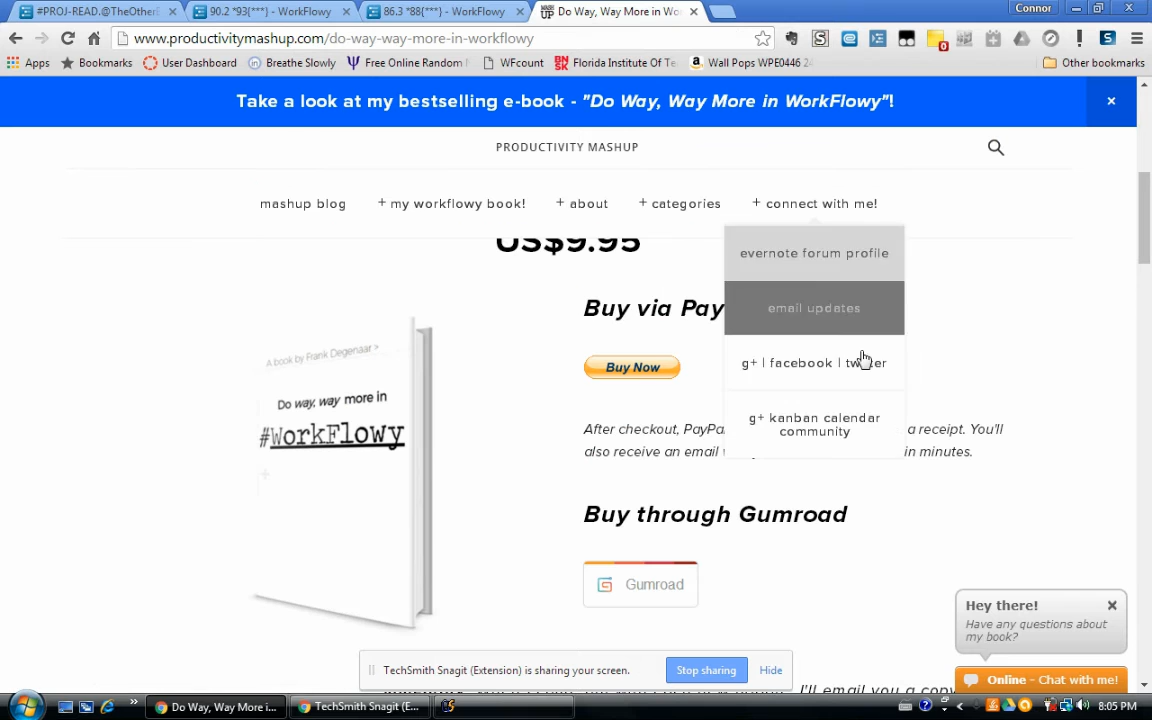 #PROJ-READ.@TheOther
90.2 *93{***} - WorkFlowy
86.3 *88{***} - WorkFlowy
Do Way, Way More in Wo
Connor
www.productivitymashup.com/do-way-way-more-in-workflowy
Apps
Bookmarks
User Dashboard
Breathe Slowly
Free Online Random
WFcount
Florida Institute Of Te
Wall Pops WPE0446 2
Other bookmarks
Take a look at my bestselling e-book - "Do Way, Way More in WorkFlowy"!
PRODUCTIVITY MASHUP
mashup blog
+ my workflowy book!
+ about
+ categories
+ connect with me!
US$9.95
evernote forum profile
email updates
g+ | facebook | twitter
g+ kanban calendar
community
Buy via Pay
Buy Now
After checkout, PayPa a receipt. You'll
also receive an email in minutes.
A book by Frank Degenaar >
Do way, way more in
#WorkFlowy
Buy through Gumroad
Gumroad
Hey there!
Have any questions about
my book?
TechSmith Snagit (Extension) is sharing your screen.
Stop sharing
Hide
Online - Chat with me!
I'll email you a copy
Do Way, Way More i...
TechSmith Snagit (E...
8:05 PM